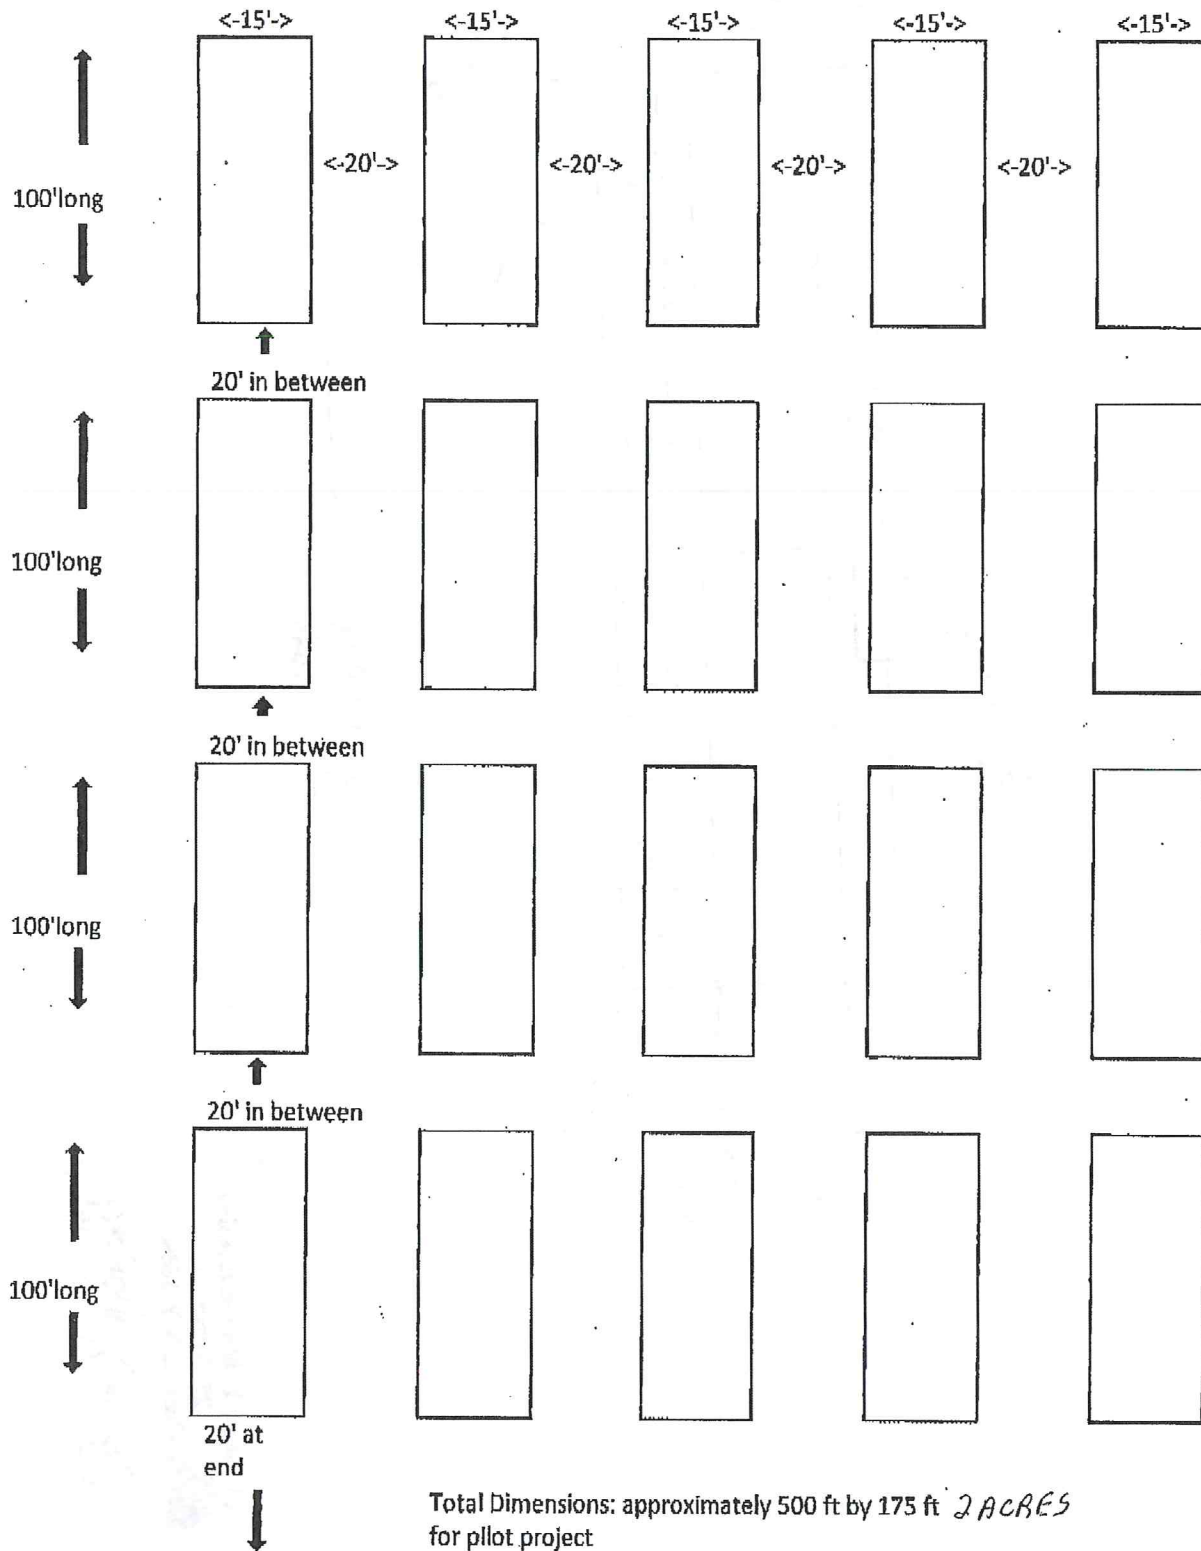 <-15'-> <-15'-> <-15'-> <-15'-> <-15'->
<-20'-> <-20'-> <-20'-> <-20'->
100'long
20' in between
100'long
20' in between
100'long
20' in between
100'long
20' at
end
Total Dimensions: approximately 500 ft by 175 ft 2 ACRES
for pilot project